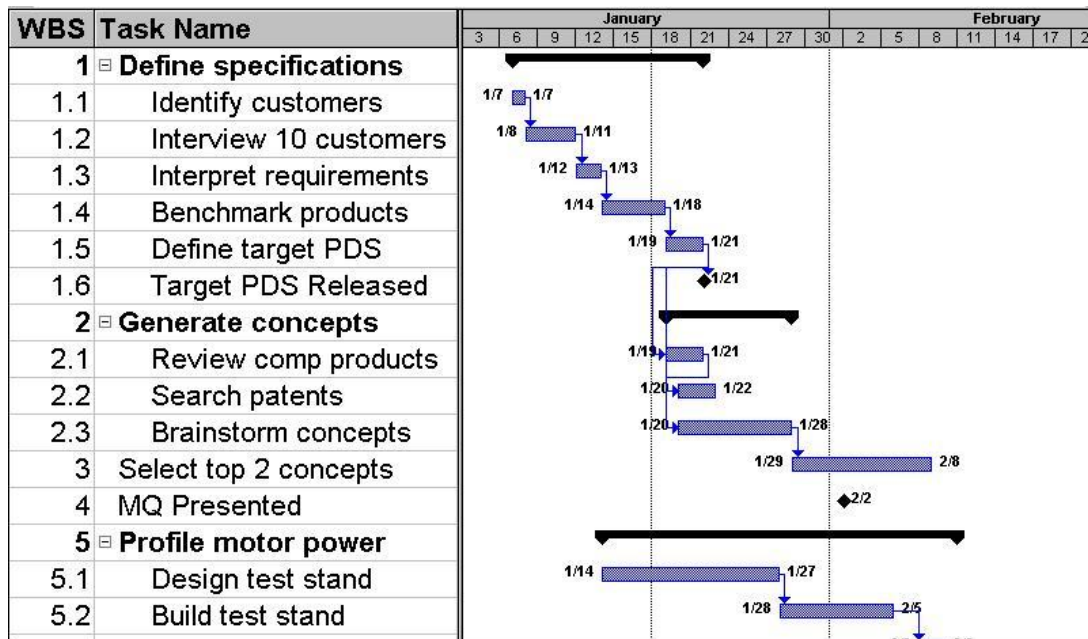 WBS Task Name January February
3 6 9 12 15 18 21 24 27 30 2 5 8 11 14 17 2
1 Define specifications
1.1 Identify customers 1/7 1/7
1.2 Interview 10 customers 1/8 1/11
1.3 Interpret requirements 1/12 1/13
1.4 Benchmark products 1/14 1/18
1.5 Define target PDS 1/19 1/21
1.6 Target PDS Released 1/21
2 Generate concepts
2.1 Review comp products 1/19 1/21
2.2 Search patents 1/20 1/22
2.3 Brainstorm concepts 1/20 1/28
3 Select top 2 concepts 1/29 2/8
4 MQ Presented 2/2
5 Profile motor power
5.1 Design test stand 1/14 1/27
5.2 Build test stand 1/28 2/5